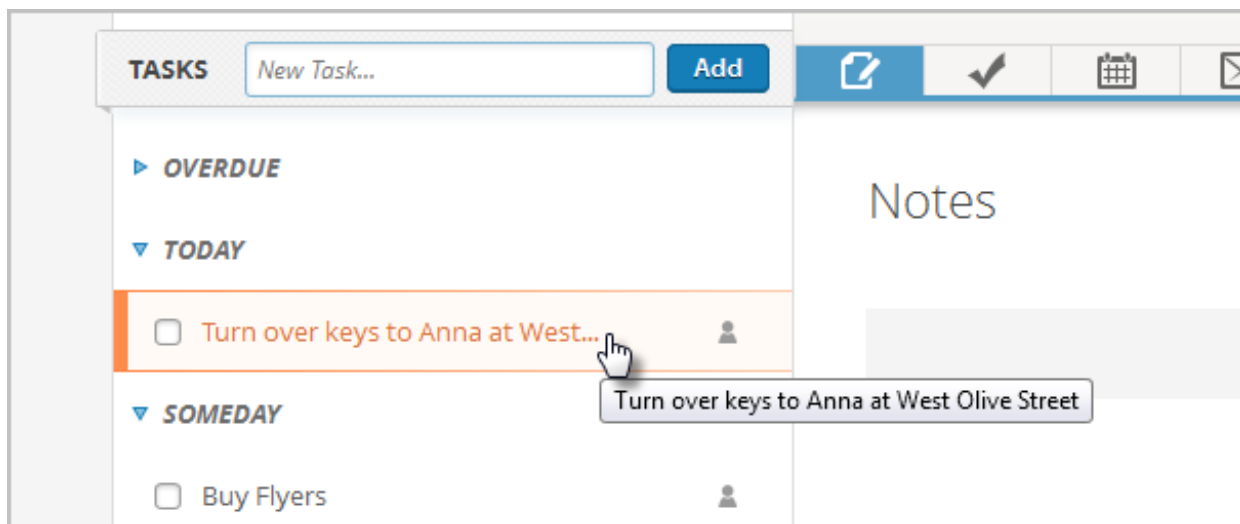 TASKS
New Task...
Add
OVERDUE
Notes
TODAY
Turn over keys to Anna at West...
Turn over keys to Anna at West Olive Street
SOMEDAY
Buy Flyers